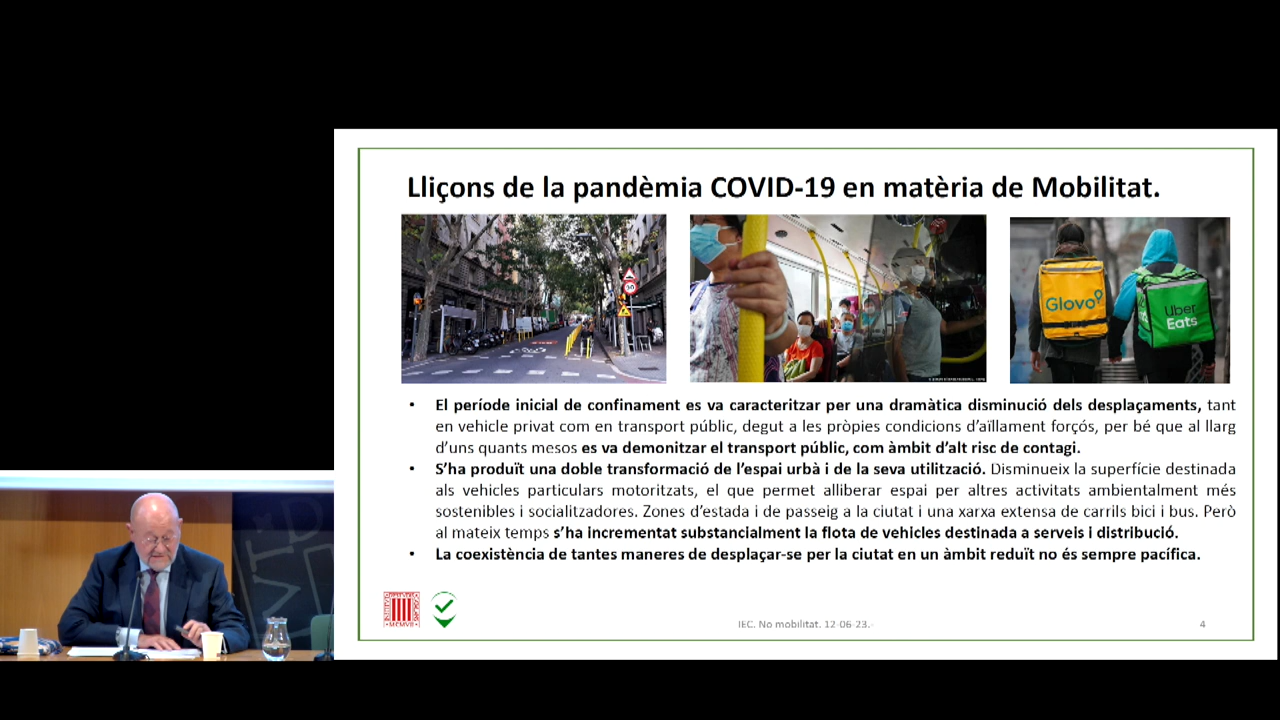 Lliçons de la pandèmia COVID-19 en matèria de Mobilitat.
Glovo
Uber
Eats
• El període inicial de confinament es va caracteritzar per una dramàtica disminució dels desplaçaments, tant
en vehicle privat com en transport públic, degut a les pròpies condicions d'aïllament forçós, per bé que al llarg
d'uns quants mesos es va demonitzar el transport públic, com àmbit d'alt risc de contagi.
• S'ha produït una doble transformació de l'espai urbà i de la seva utilització. Disminueix la superfície destinada
als vehicles particulars motoritzats, el que permet alliberar espai per altres activitats ambientalment més
sostenibles i socialitzadores. Zones d'estada i de passeig a la ciutat i una xarxa extensa de carrils bici i bus. Però
al mateix temps s'ha incrementat substancialment la flota de vehicles destinada a serveis i distribució.
• La coexistència de tantes maneres de desplaçar-se per la ciutat en un àmbit reduït no és sempre pacífica.
MCMVII
IEC. No mobilitat. 12-06-23.-
4